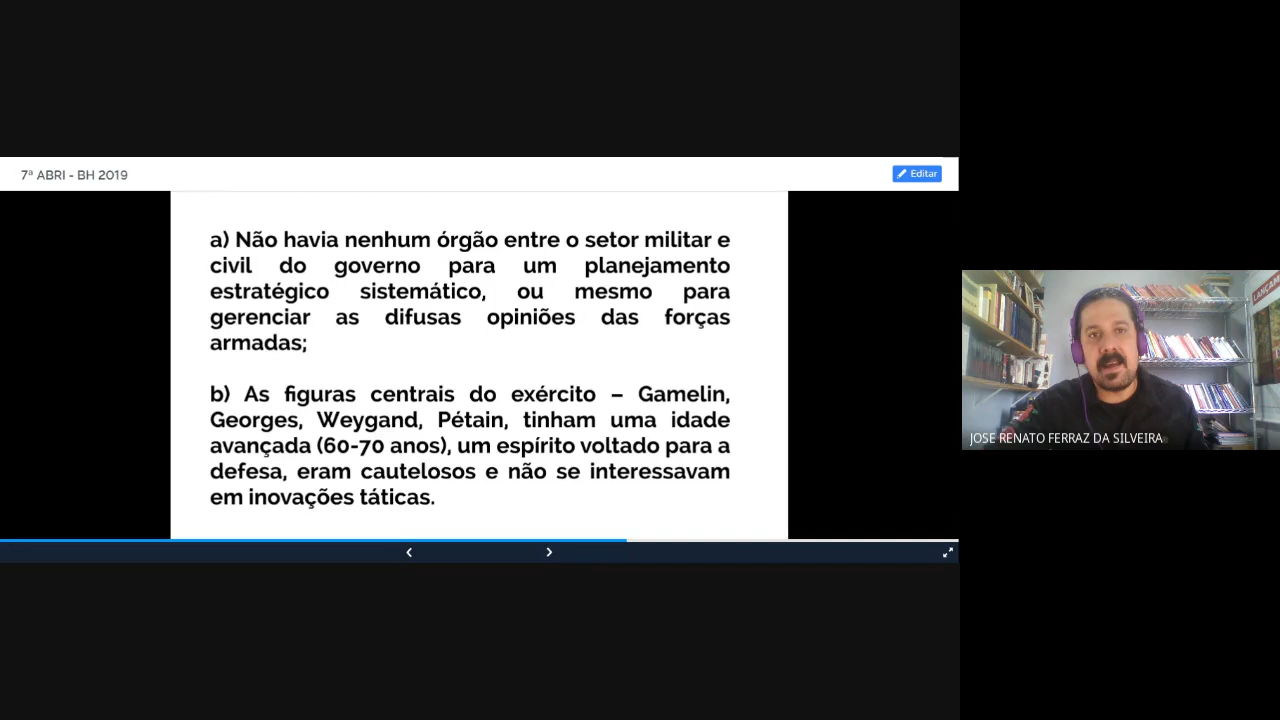 7ª ABRI - BH 2019
Editar
a) Não havia nenhum órgão entre o setor militar e
civil do governo para um planejamento
estratégico sistemático, ou mesmo para
gerenciar as difusas opiniões das forças
armadas;
b) As figuras centrais do exército – Gamelin,
Georges, Weygand, Pétain, tinham uma idade
avançada (60-70 anos), um espírito voltado para a
defesa, eram cautelosos e não se interessavam
em inovações táticas.
JOSE RENATO FERRAZ DA SILVEIRA